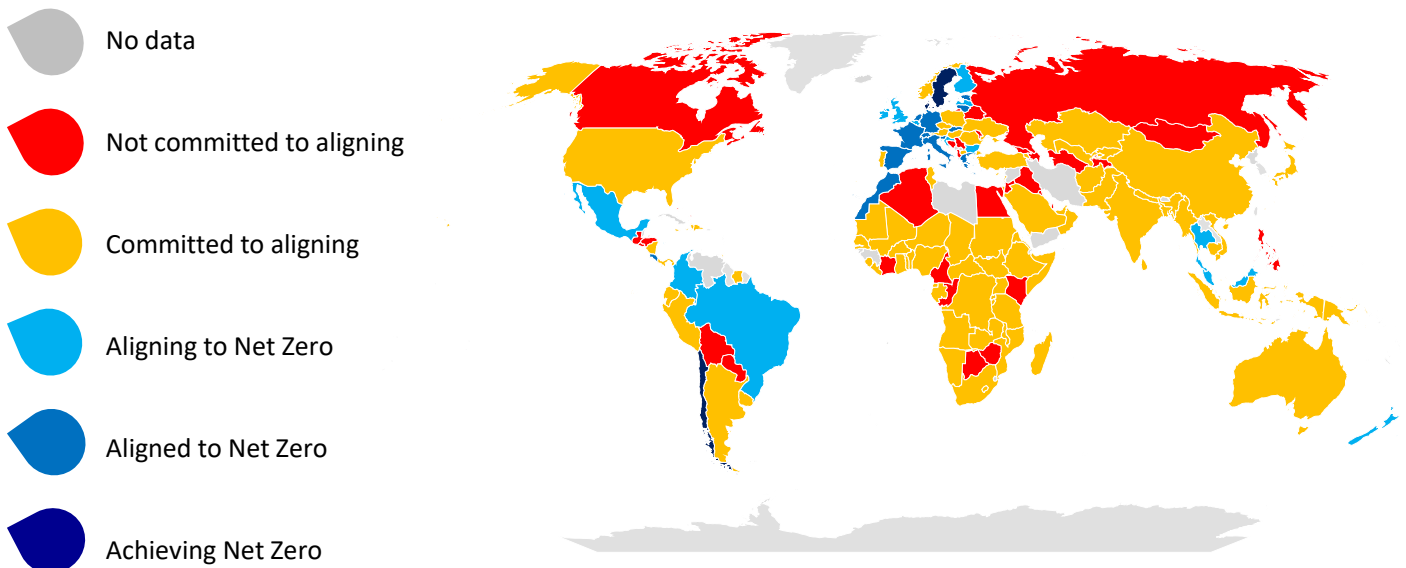 No data
Not committed to aligning
Committed to aligning
Aligning to Net Zero
Aligned to Net Zero
Achieving Net Zero